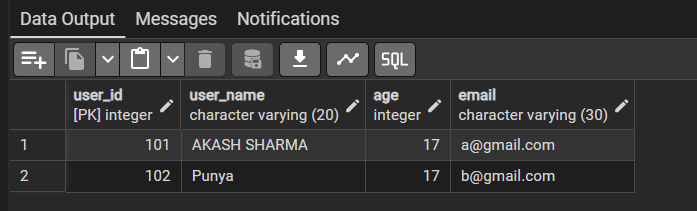 Data Output Messages Notifications
SQL
user_id user_name age email
[PK] integer character varying (20) integer character varying (30)
1 101 AKASH SHARMA 17 a@gmail.com
2 102 Punya 17 b@gmail.com